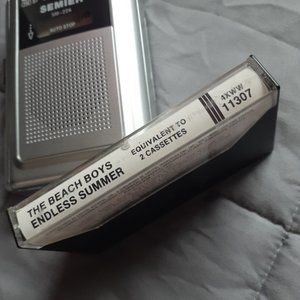 SEMIER
AUTO STOP
THE BEACH BOYS
ENDLESS SUMMER
EQUIVALENT TO
2 CASSETTES
4XWW
11307